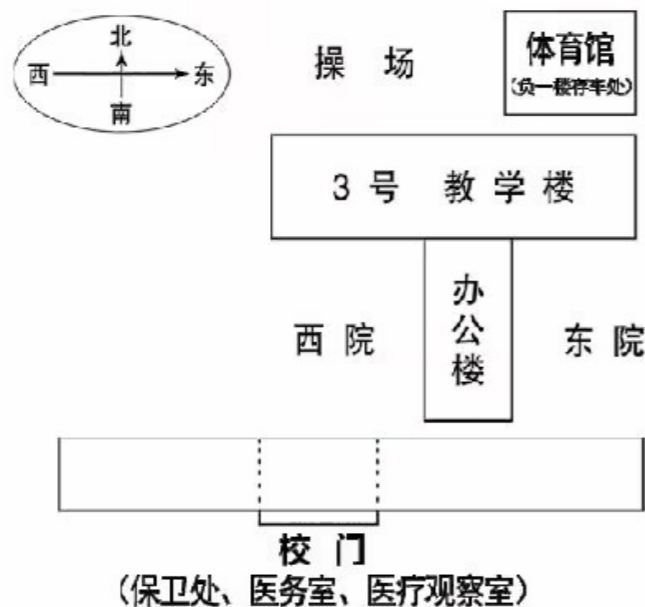 北
西 东
南
操 场
体育馆
(负一楼存车处)
3 号 教 学 楼
办公楼
西 院
东 院
校 门
(保卫处、医务室、医疗观察室)